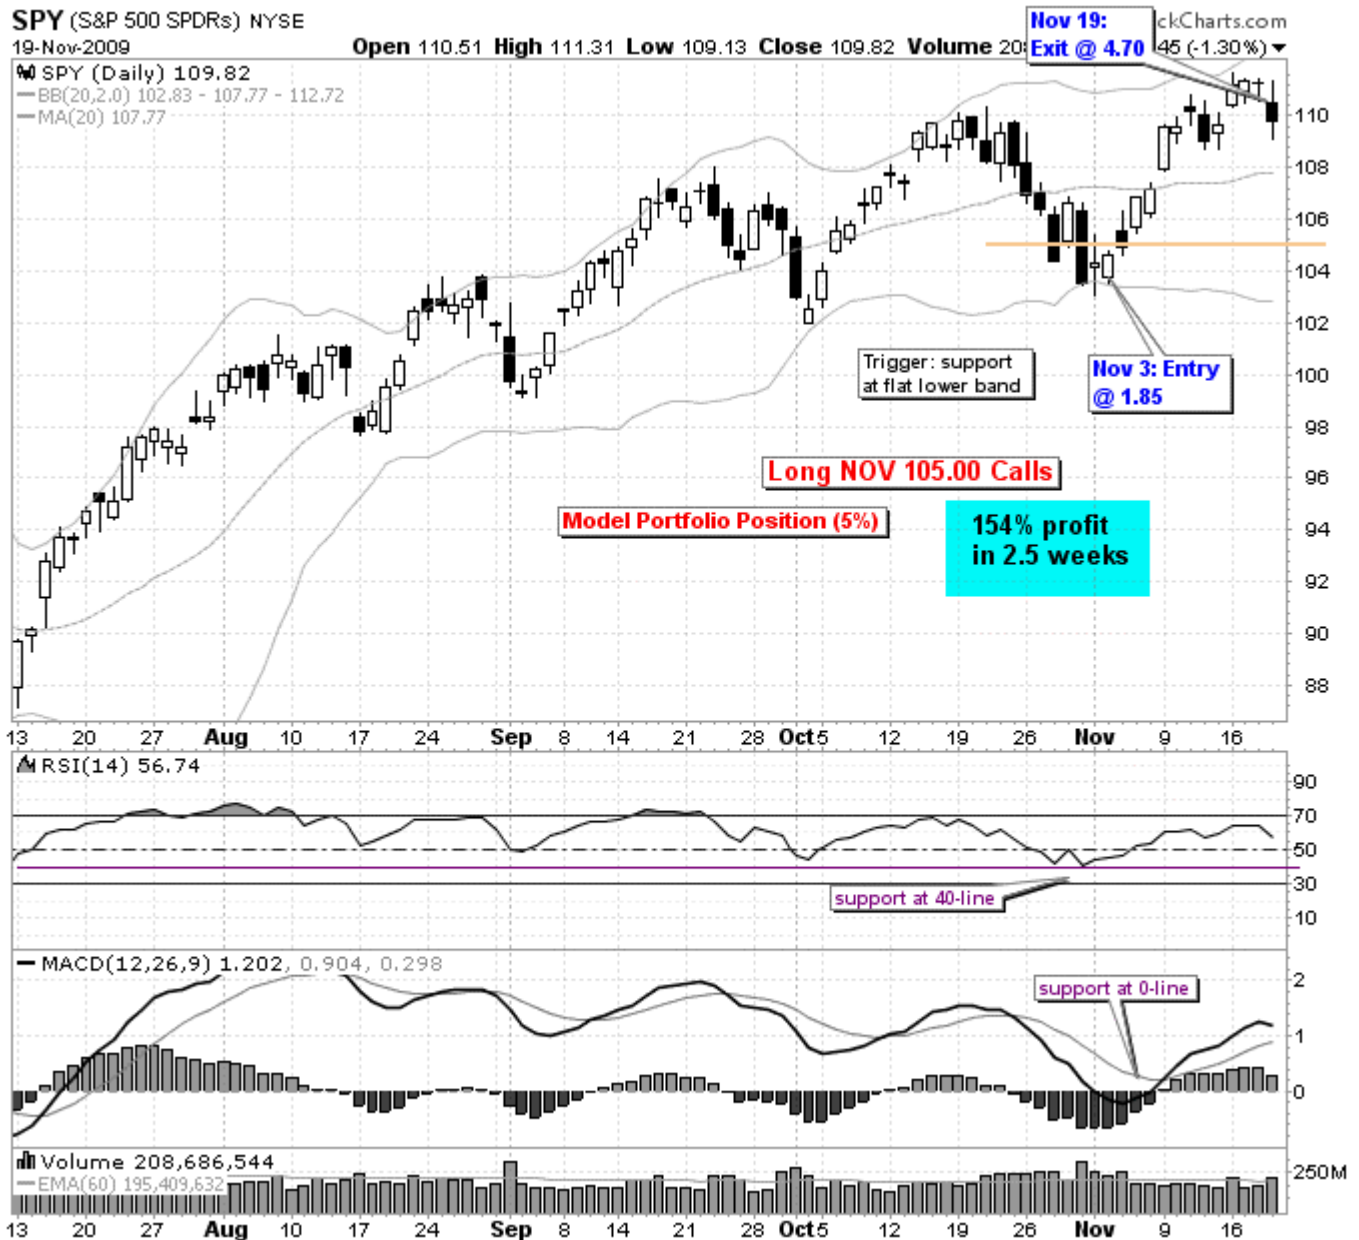 SPY (S&P 500 SPDRs) NYSE
ckCharts.com
19-Nov-2009 Open 110.51 High 111.31 Low 109.13 Close 109.82 Volume 20
45 (-1.30%)
Nov 19:
Exit @ 4.70
SPY (Daily) 109.82
BB(20,2.0) 102.83 - 107.77 - 112.72
MA(20) 107.77
110
108
106
104
102
100
98
96
94
92
90
88
Trigger: support
at flat lower band
Nov 3: Entry
@ 1.85
Long NOV 105.00 Calls
Model Portfolio Position (5%)
154% profit
in 2.5 weeks
13 20 27 Aug 10 17 24 Sep 8 14 21 Oct 5 12 19 26 Nov 9 16
RSI(14) 56.74
90
70
50
30
10
support at 40-line
MACD(12,26,9) 1.202, 0.904, 0.298
2
1
0
support at 0-line
Volume 208,686,544
EMA(60) 195,409,632
250M
13 20 27 Aug 10 17 24 Sep 8 14 21 Oct 5 12 19 26 Nov 9 16